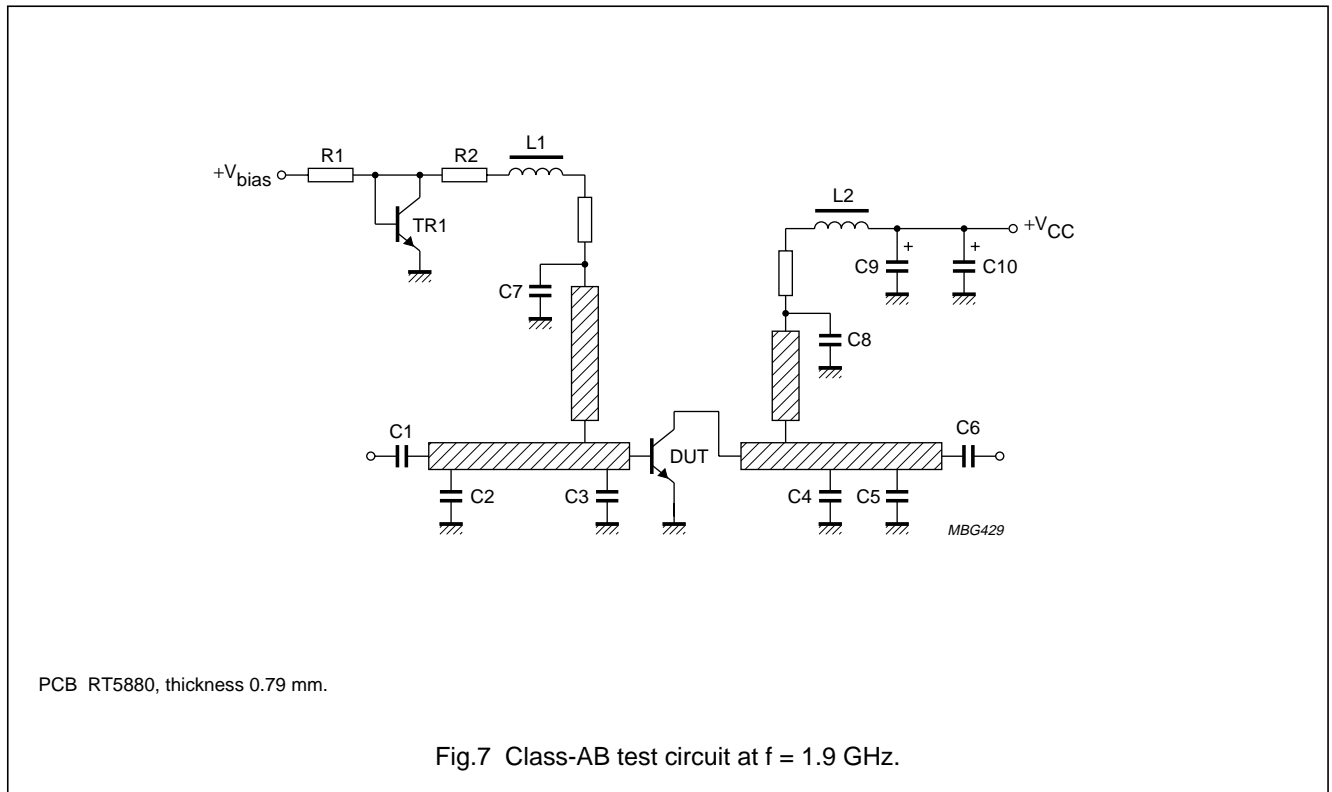 L1
R1
R2
+Vbias
TR1
L2
+VCC
+
+
C9
C10
C7
C8
C1
C6
DUT
C2
C3
C4
C5
MBG429
PCB RT5880, thickness 0.79 mm.
Fig.7 Class-AB test circuit at f = 1.9 GHz.